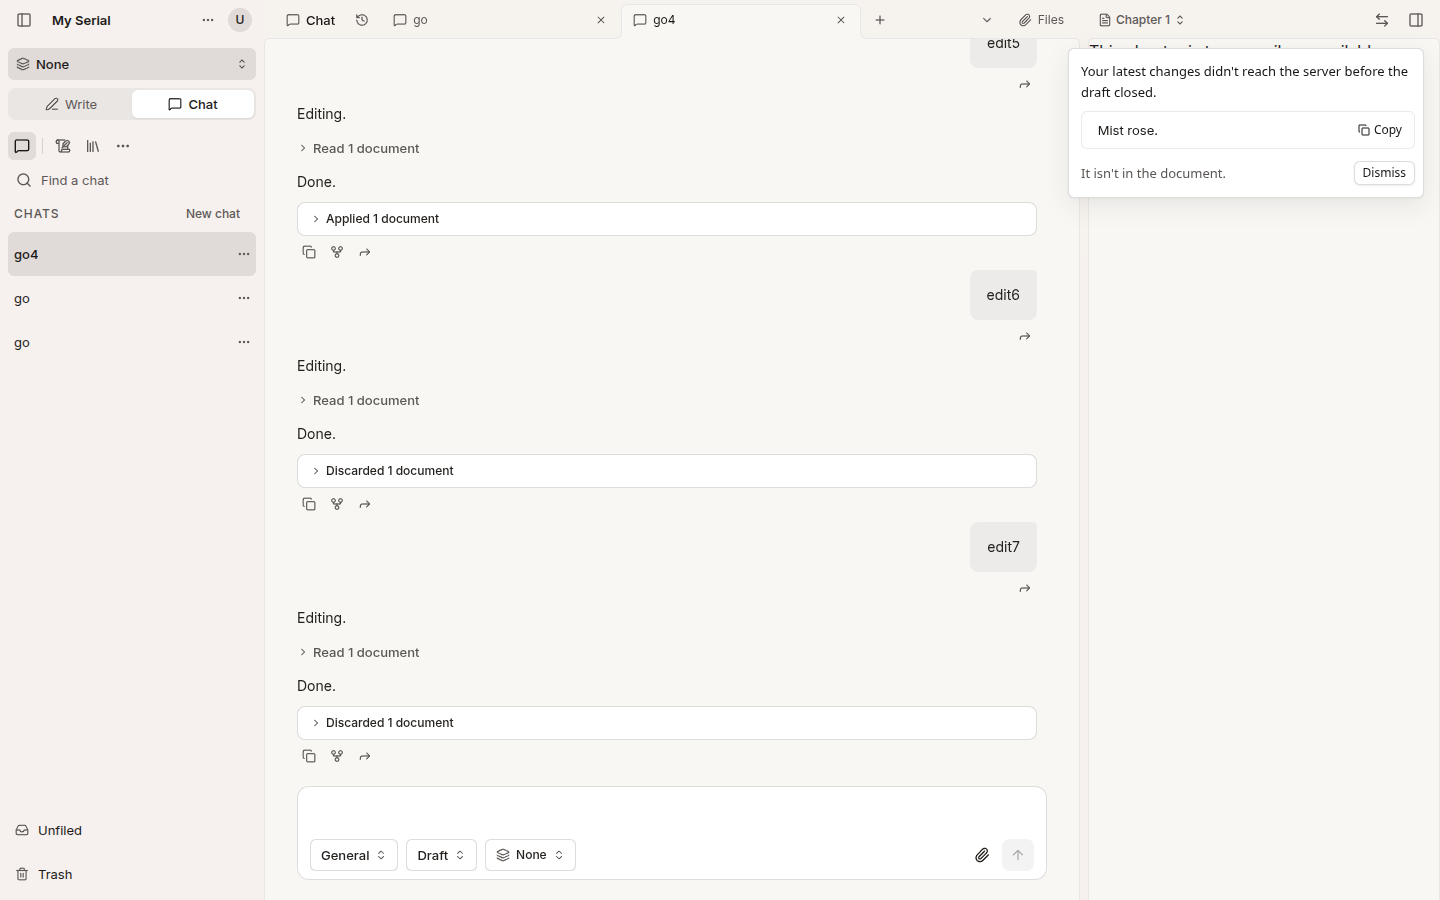 My Serial
U
Chat
go
go4
Files
Chapter 1
None
Write
Chat
Find a chat
CHATS
New chat
go4
go
go
Unfiled
Trash
edit5
Editing.
Read 1 document
Done.
Applied 1 document
edit6
Editing.
Read 1 document
Done.
Discarded 1 document
edit7
Editing.
Read 1 document
Done.
Discarded 1 document
General
Draft
None
Your latest changes didn't reach the server before the
draft closed.
Mist rose.
Copy
It isn't in the document.
Dismiss